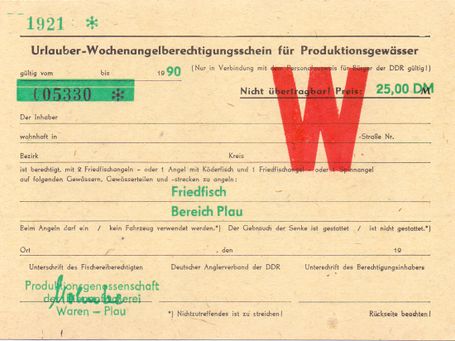 1921 *
Urlauber-Wochenangelberechtigungsschein für Produktionsgewässer
gültig vom bis 1990 (Nur in Verbindung mit dem Personalausweis für Bürger der DDR gültig!)
005330 * Nicht übertragbar! Preis: 25,00 DM
W
Der Inhaber
wohnhaft in -Straße Nr.
Bezirk Kreis
ist berechtigt, mit 2 Friedfischangeln - oder 1 Angel mit Köderfisch und 1 Friedfischangel - oder 1 Spinnangel
auf folgenden Gewässern, Gewässerteilen und -strecken zu angeln:
Friedfisch
Bereich Plau
Beim Angeln darf ein / kein Fahrzeug verwendet werden.*) Der Gebrauch der Senke ist gestattet / ist nicht gestattet.*)
Ort , den 19
Unterschrift des Fischereiberechtigten Deutscher Anglerverband der DDR Unterschrift des Berechtigungsinhabers
Produktionsgenossenschaft
der Binnenfischerei
Waren – Plau
*) Nichtzutreffendes ist zu streichen! Rückseite beachten!